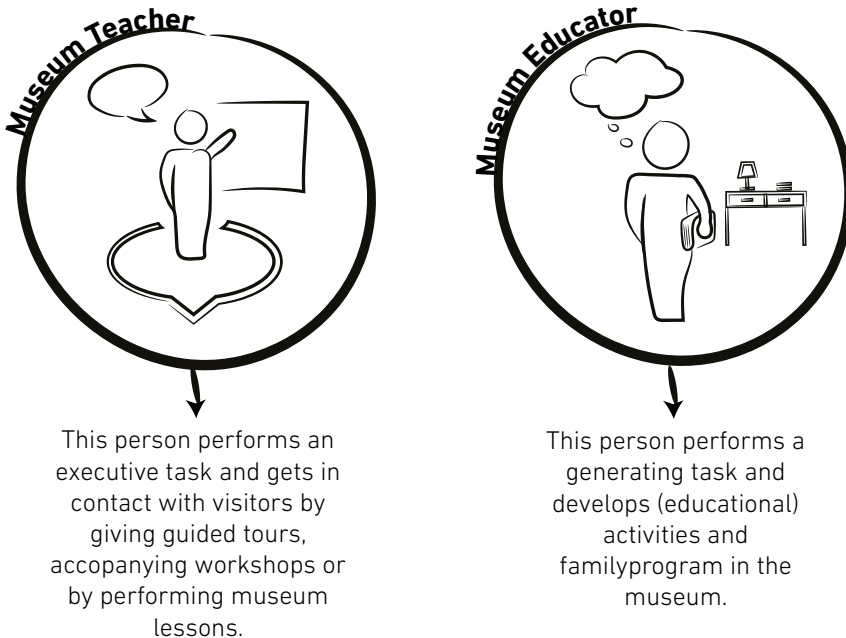 Museum Teacher
This person performs an
executive task and gets in
contact with visitors by
giving guided tours,
accopanying workshops or
by performing museum
lessons.
Museum Educator
This person performs a
generating task and
develops (educational)
activities and
familyprogram in the
museum.